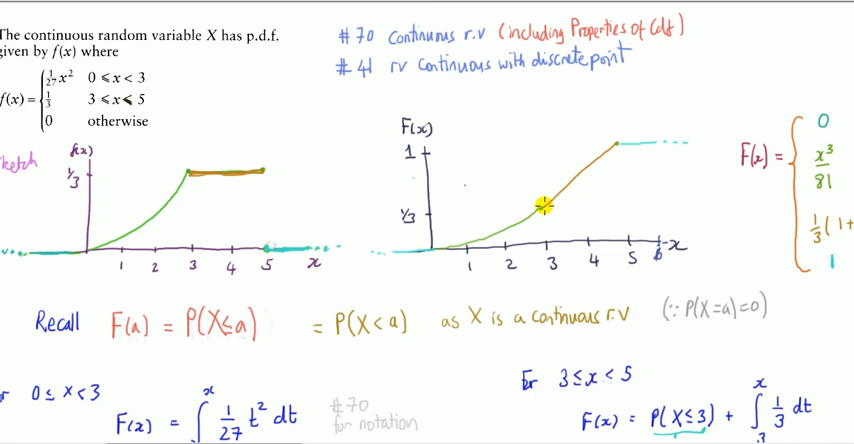 The continuous random variable X has p.d.f.
given by f(x) where
f(x) = { 1/27 x² 0 ⩽ x < 3
1/3 3 ⩽ x ⩽ 5
0 otherwise
# 70 Continuous r.v (including Properties of Cdf)
# 41 rv Continuous with discrete point
sketch
f(x)
1/3
1 2 3 4 5 x
F(x)
1
1/3
1 2 3 4 5 6 x
F(x) = { 0
x³/81
1/3 ( 1+
1
Recall F(a) = P(X≤a) = P(X<a) as X is a continuous r.v (∵ P(X=a)=0)
0 ≤ x < 3
F(x) = ∫ x 1/27 t² dt
# 70
for notation
For 3 ≤ x < 5
F(x) = P(X≤3) + ∫ 3 x 1/3 dt